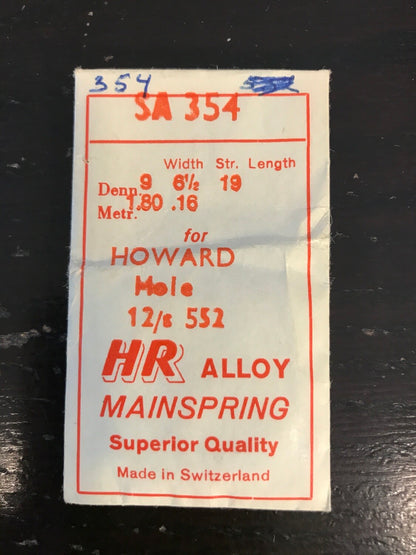 354
SA 354
Width Str. Length
Denn. 9 6½ 19
Metr. 1.80 .16
for
HOWARD
Hole
12/s 552
HR ALLOY
MAINSPRING
Superior Quality
Made in Switzerland